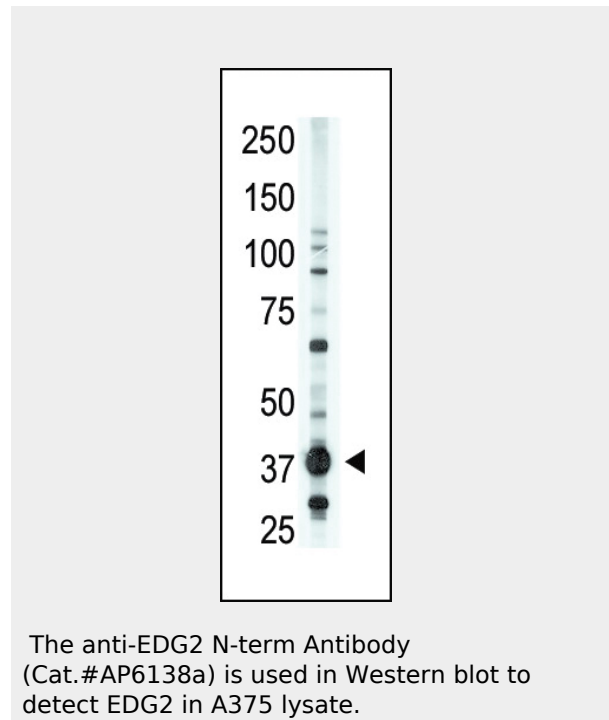 250
150
100
75
50
37
25
The anti-EDG2 N-term Antibody
(Cat.#AP6138a) is used in Western blot to
detect EDG2 in A375 lysate.